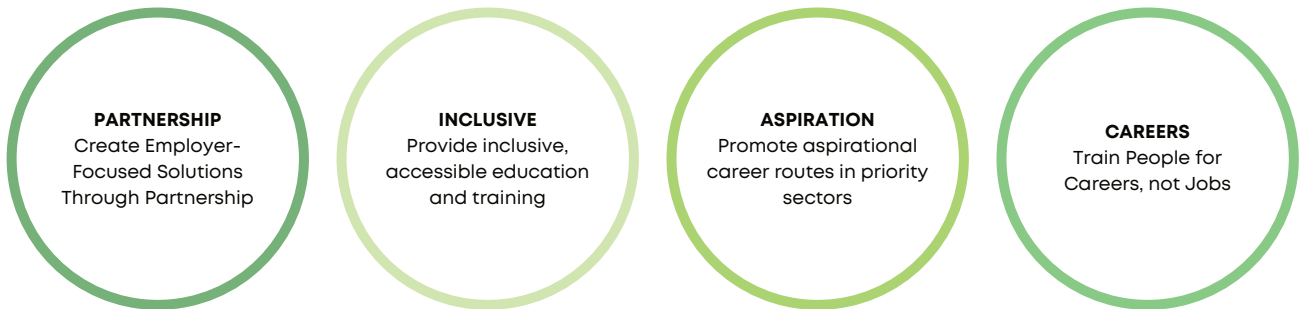 PARTNERSHIP
Create Employer-
Focused Solutions
Through Partnership
INCLUSIVE
Provide inclusive,
accessible education
and training
ASPIRATION
Promote aspirational
career routes in priority
sectors
CAREERS
Train People for
Careers, not Jobs